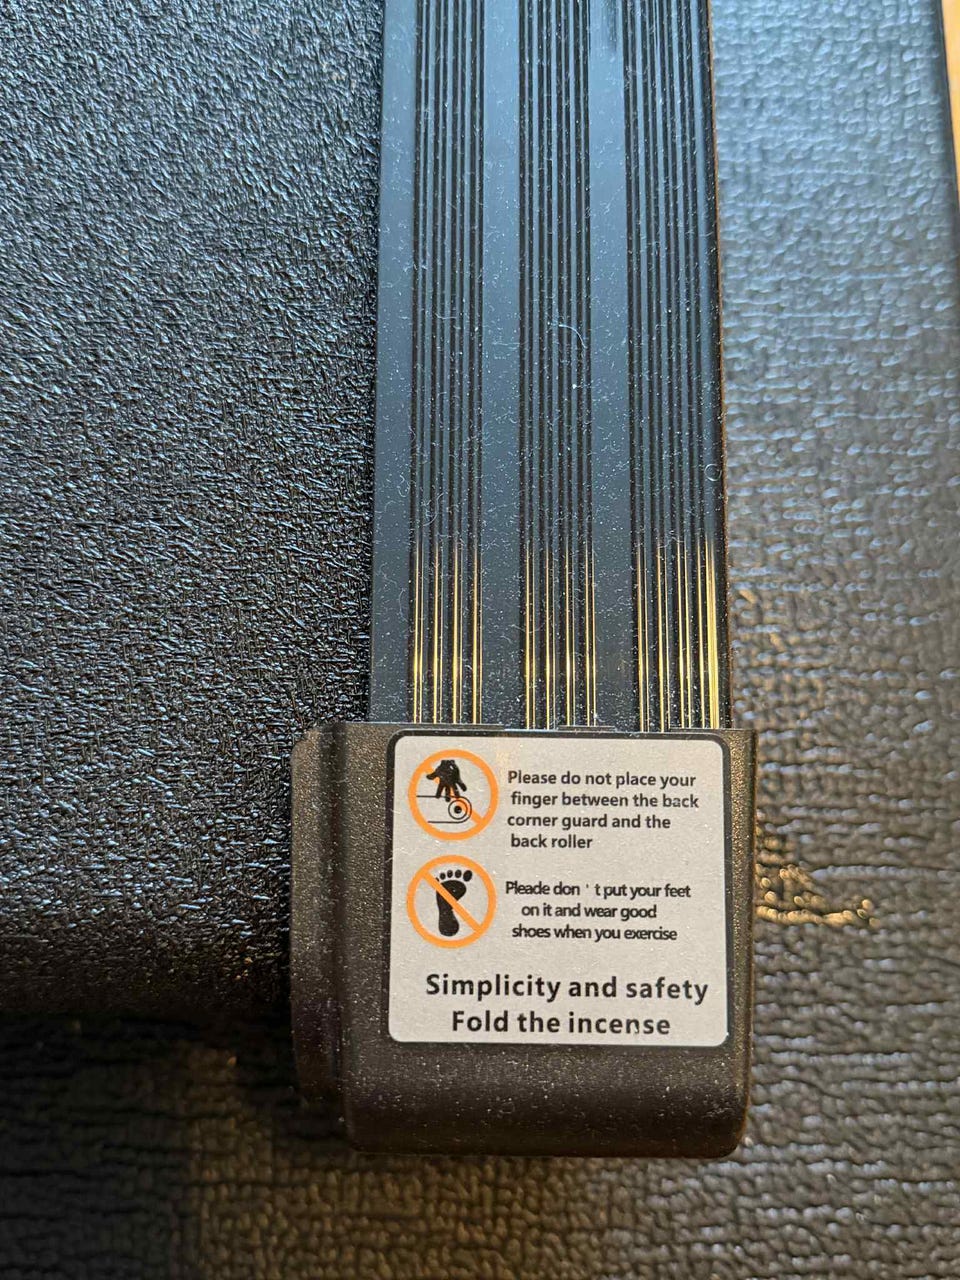 Please do not place your
finger between the back
corner guard and the
back roller
Pleade don ' t put your feet
on it and wear good
shoes when you exercise
Simplicity and safety
Fold the incense